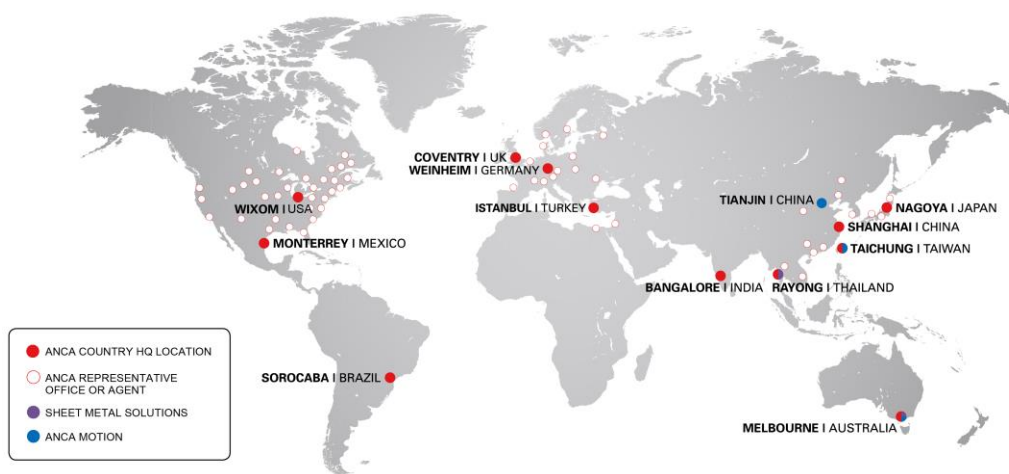 COVENTRY | UK
WEINHEIM | GERMANY
WIXOM | USA
ISTANBUL | TURKEY
TIANJIN | CHINA
NAGOYA | JAPAN
SHANGHAI | CHINA
MONTERREY | MEXICO
TAICHUNG | TAIWAN
BANGALORE | INDIA
RAYONG | THAILAND
SOROCABA | BRAZIL
MELBOURNE | AUSTRALIA
ANCA COUNTRY HQ LOCATION
ANCA REPRESENTATIVE
OFFICE OR AGENT
SHEET METAL SOLUTIONS
ANCA MOTION